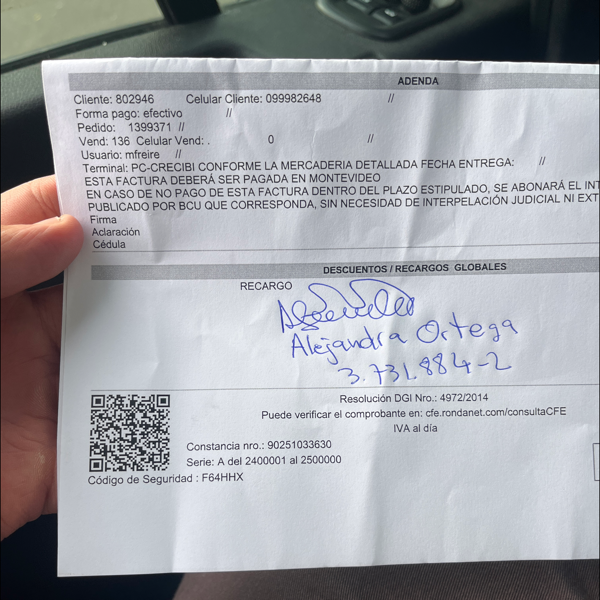 ADENDA
Cliente: 802946 Celular Cliente: 099982648 //
Forma pago: efectivo //
Pedido: 1399371 //
Vend: 136 Celular Vend: . 0 //
Usuario: mfreire //
Terminal: PC-CRECIBI CONFORME LA MERCADERIA DETALLADA FECHA ENTREGA: //
ESTA FACTURA DEBERÁ SER PAGADA EN MONTEVIDEO
EN CASO DE NO PAGO DE ESTA FACTURA DENTRO DEL PLAZO ESTIPULADO, SE ABONARÁ EL INT
PUBLICADO POR BCU QUE CORRESPONDA, SIN NECESIDAD DE INTERPELACIÓN JUDICIAL NI EXT
Firma
Aclaración
Cédula
DESCUENTOS / RECARGOS GLOBALES
RECARGO
Alejandra Ortega
3.731.884-2
Resolución DGI Nro.: 4972/2014
Puede verificar el comprobante en: cfe.rondanet.com/consultaCFE
IVA al día
Constancia nro.: 90251033630
Serie: A del 2400001 al 2500000
Código de Seguridad : F64HHX